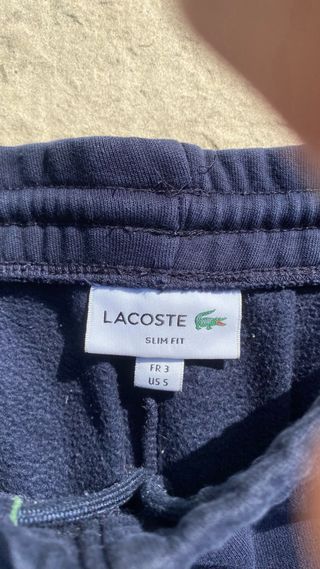 LACOSTE
SLIM FIT
FR 3
US S